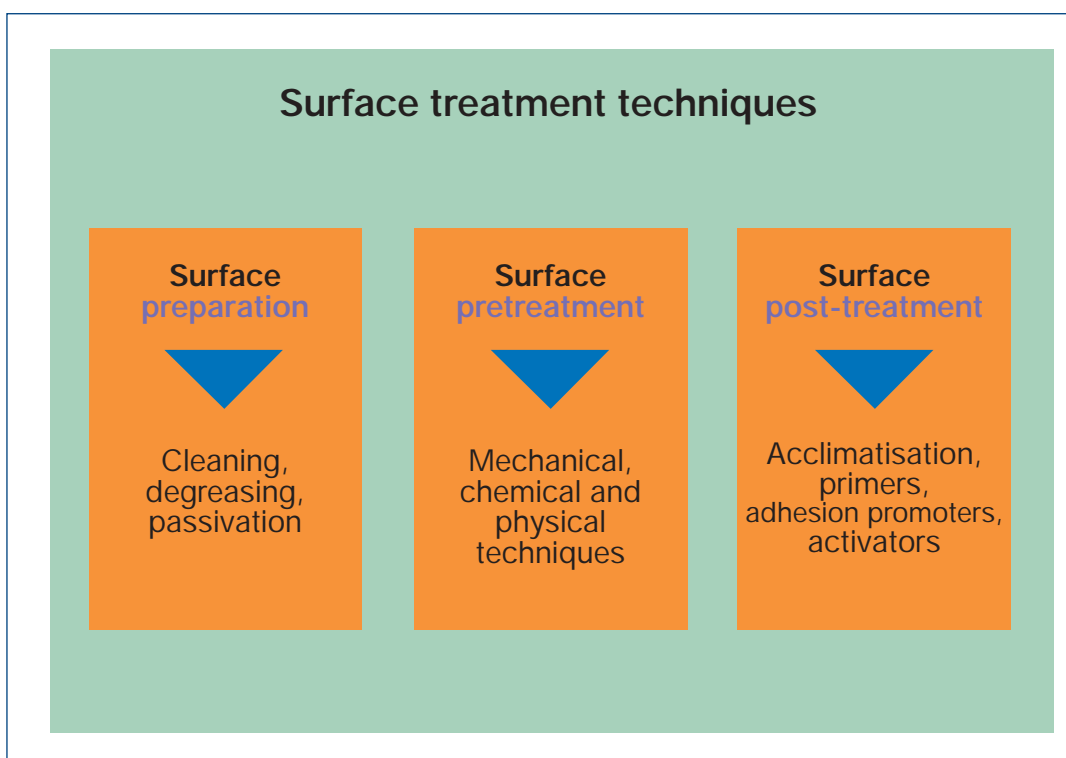 Surface treatment techniques
Surface
preparation
Cleaning,
degreasing,
passivation
Surface
pretreatment
Mechanical,
chemical and
physical
techniques
Surface
post-treatment
Acclimatisation,
primers,
adhesion promoters,
activators